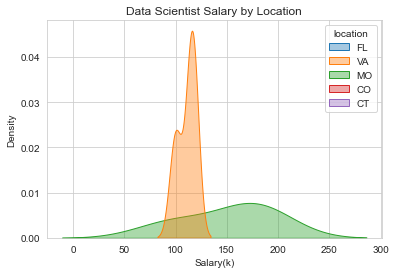 Data Scientist Salary by Location
location
FL
VA
MO
CO
CT
0.04
0.03
0.02
0.01
0.00
Density
0 50 100 150 200 250 300
Salary(k)